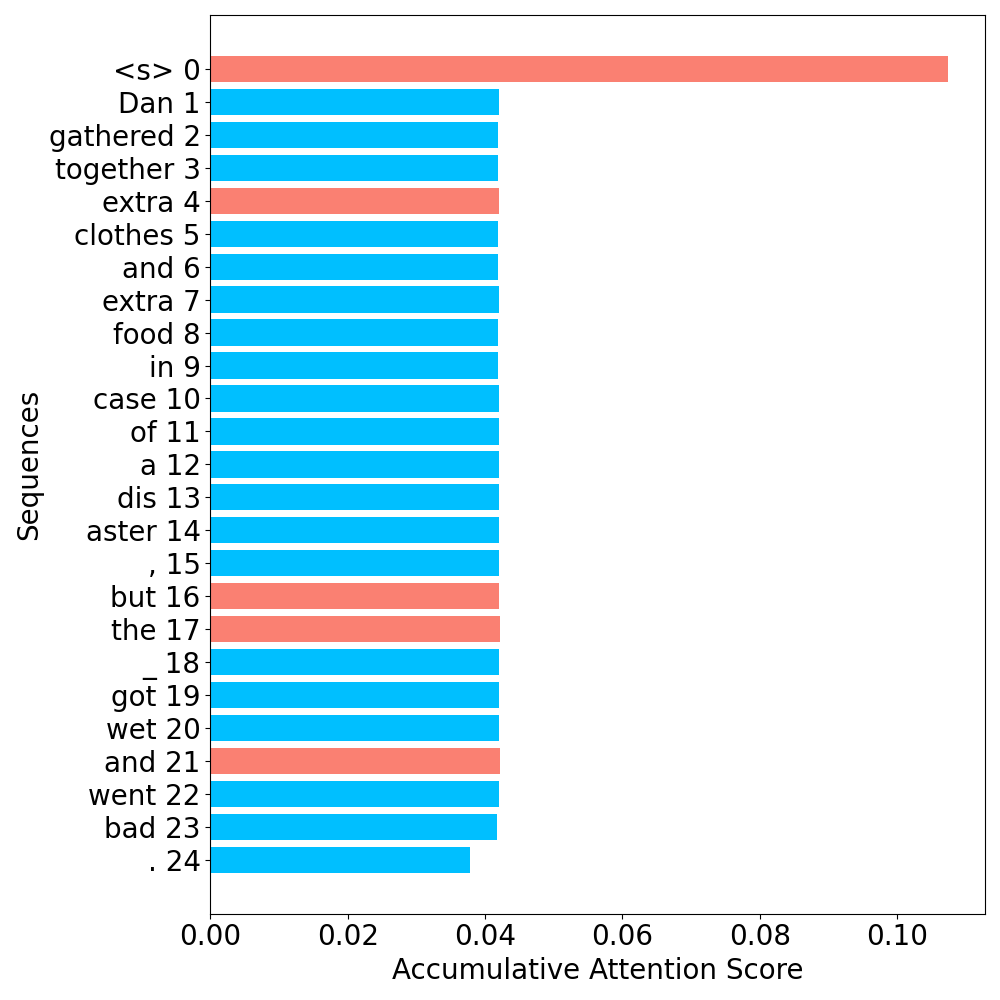 <s> 0
Dan 1
gathered 2
together 3
extra 4
clothes 5
and 6
extra 7
food 8
in 9
case 10
of 11
a 12
dis 13
aster 14
, 15
but 16
the 17
_ 18
got 19
wet 20
and 21
went 22
bad 23
. 24
Sequences
0.00 0.02 0.04 0.06 0.08 0.10
Accumulative Attention Score